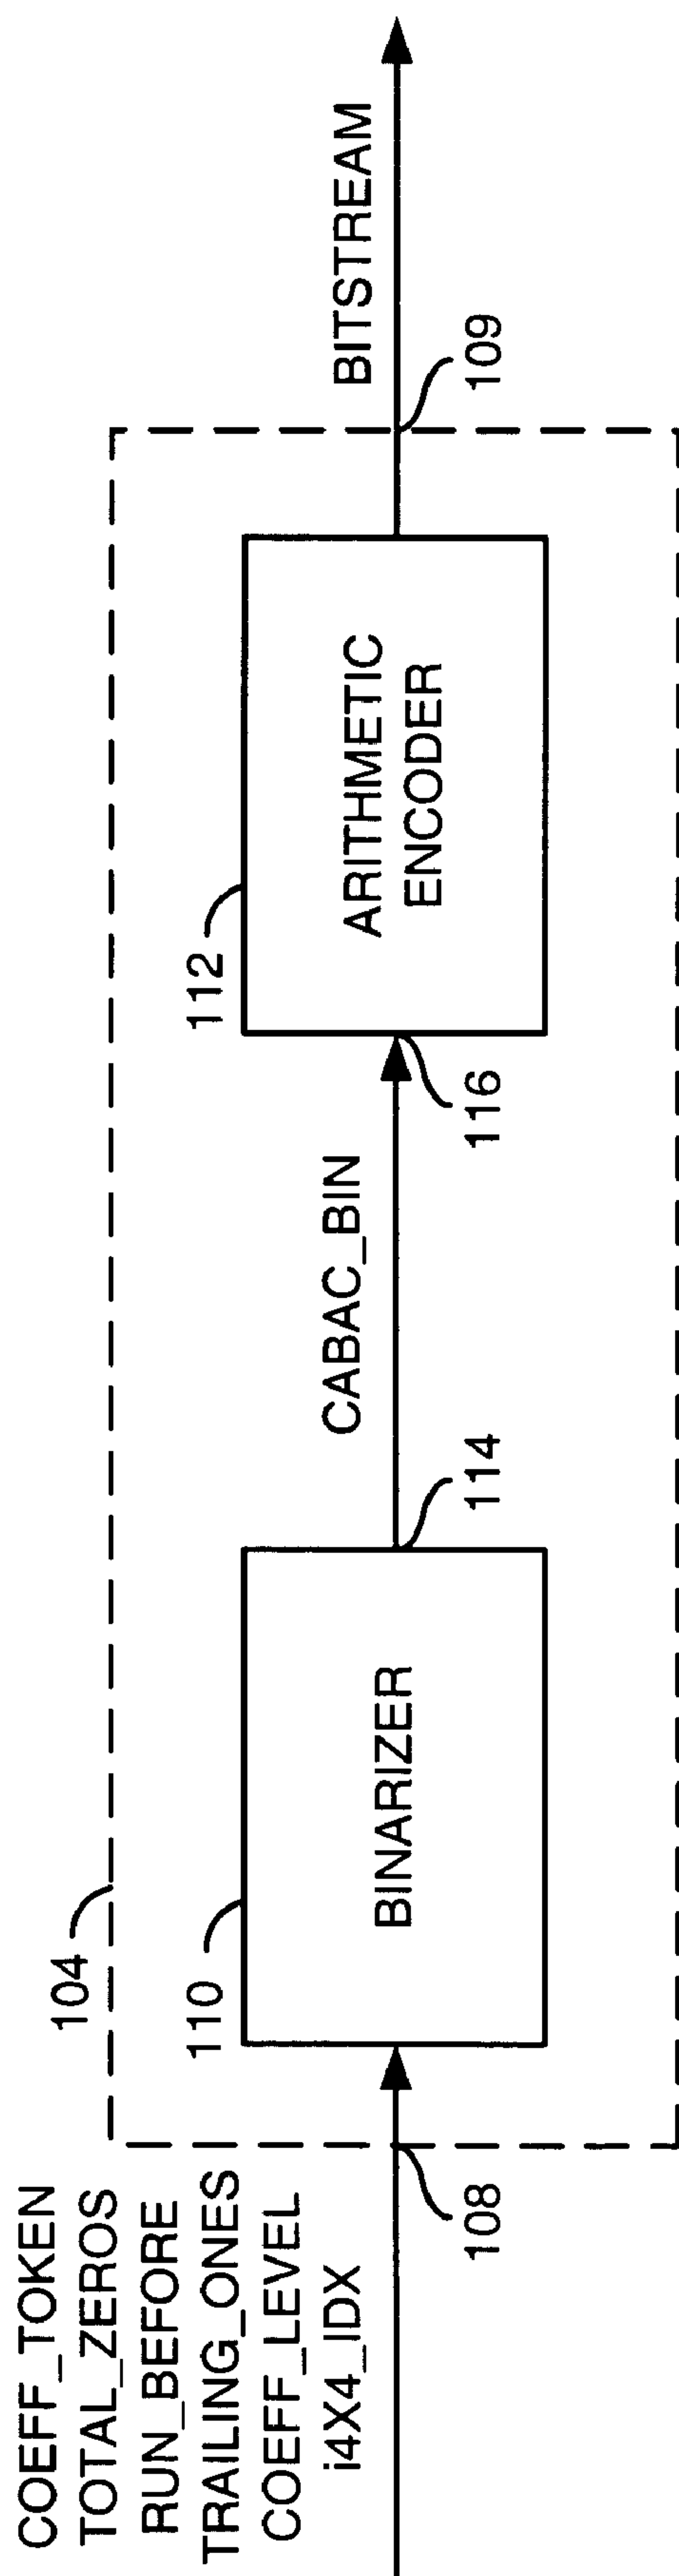 COEFF_TOKEN
TOTAL_ZEROS
RUN_BEFORE
TRAILING_ONES
COEFF_LEVEL
i4X4_IDX
108
104
110
BINARIZER
114
CABAC_BIN
116
112
ARITHMETIC
ENCODER
109
BITSTREAM